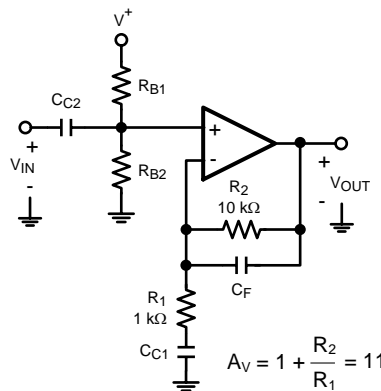 V+
CC2
RB1
+
-
+
VIN
-
RB2
R2
10 kΩ
+
VOUT
-
CF
R1
1 kΩ
CC1
AV = 1 + R2/R1 = 11